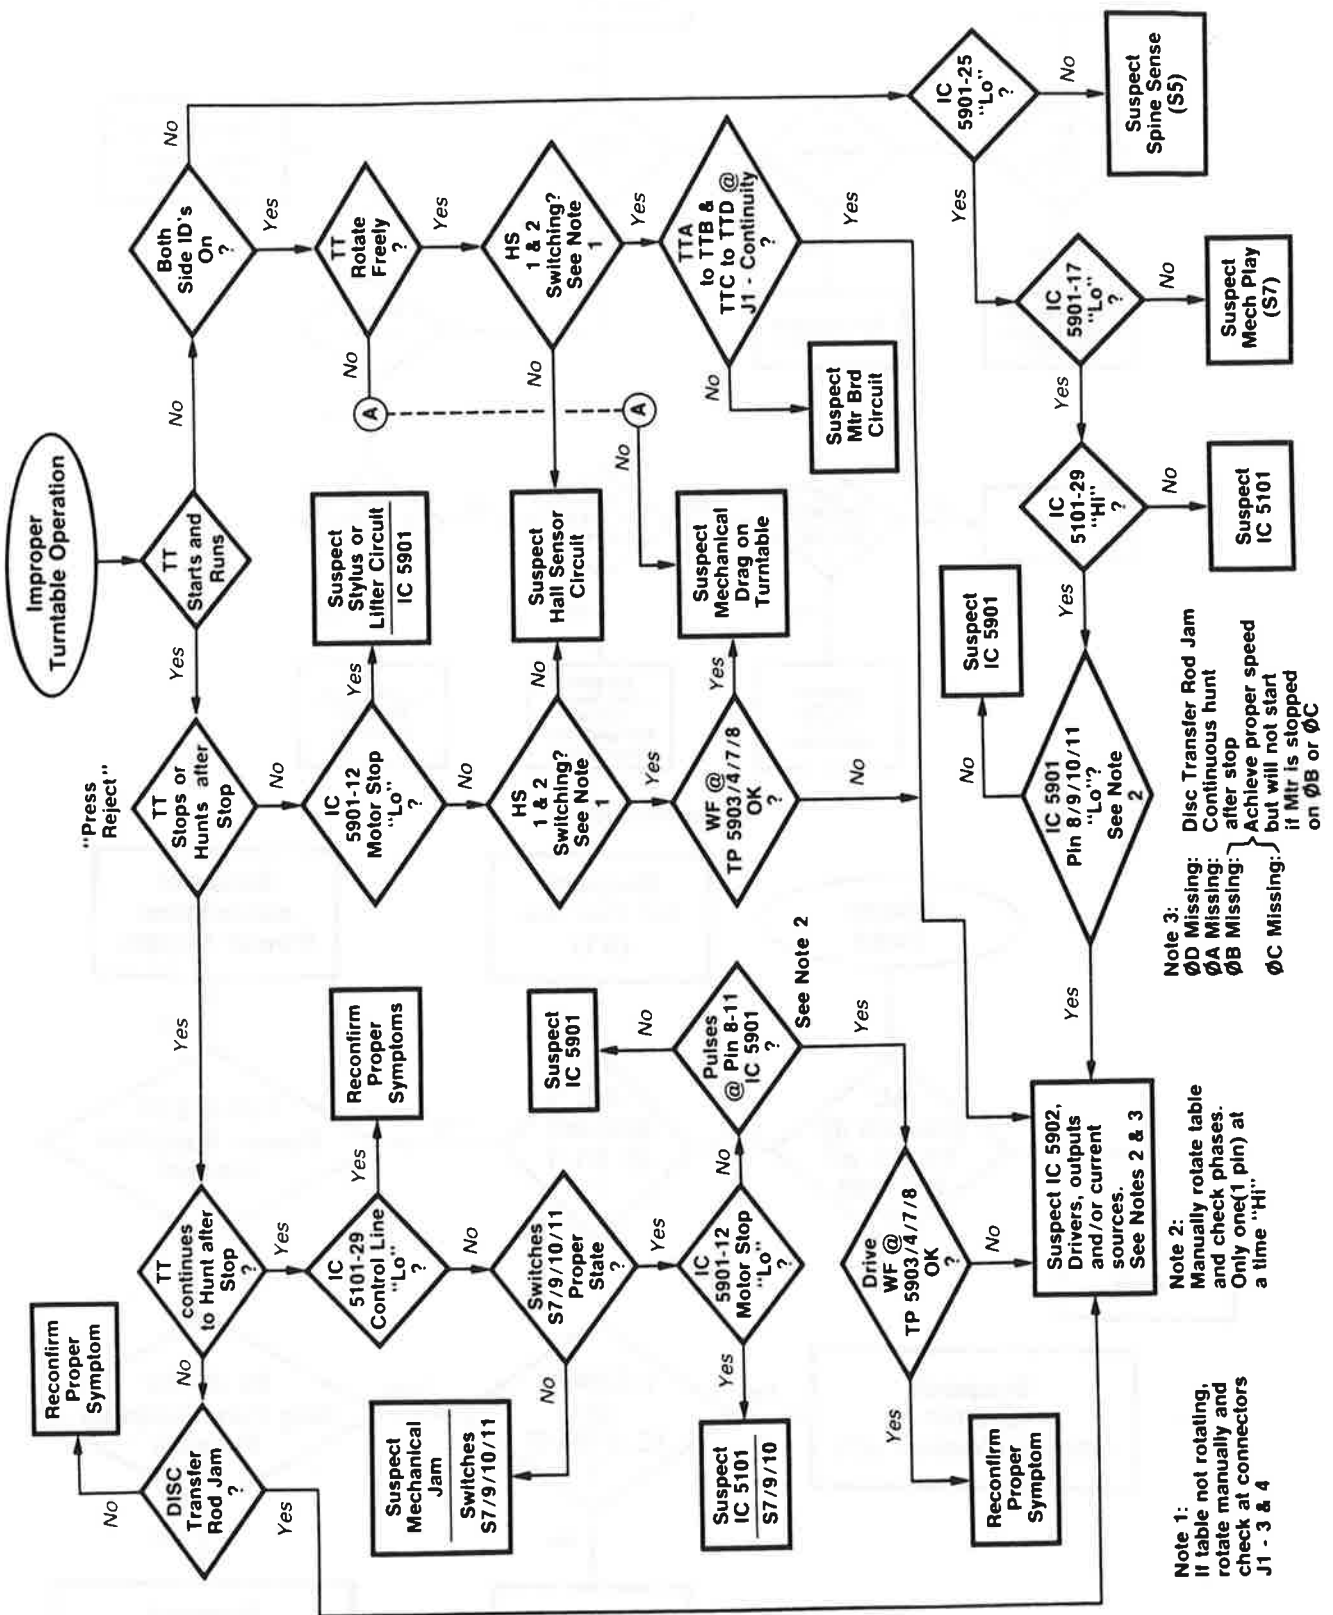 Improper
Turntable Operation
TT
Starts and
Runs
Yes
No
"Press
Reject"
TT
Stops or
Hunts after
Stop
Yes
No
Both
Side ID's
On
?
No
Yes
TT
continues
to Hunt after
Stop
?
No
Yes
DISC
Transfer
Rod Jam
?
No
Yes
Reconfirm
Proper
Symptom
IC
5101-29
Control Line
"Lo"
?
Yes
No
Reconfirm
Proper
Symptoms
IC
5901-12
Motor Stop
"Lo"
?
Yes
No
Suspect
Stylus or
Lifter Circuit
IC 5901
TT
Rotate
Freely
?
No
Yes
A
Switches
S7/9/10/11
Proper
State
?
No
Yes
Suspect
Mechanical
Jam
Switches
S7/9/10/11
Suspect
IC 5901
No
HS
1 & 2
Switching?
See Note
1
No
Yes
Suspect
Hall Sensor
Circuit
No
HS
1 & 2
Switching?
See Note
1
Yes
IC
5901-12
Motor Stop
"Lo"
?
Yes
No
Suspect
IC 5101
S7/9/10
Pulses
@ Pin 8-11
IC 5901
?
See Note 2
Yes
WF @
TP 5903/4/7/8
OK
?
Yes
No
Suspect
Mechanical
Drag on
Turntable
No
A
TTA
to TTB &
TTC to TTD @
J1 - Continuity
?
No
Yes
Suspect
Mtr Brd
Circuit
Drive
WF @
TP 5903/4/7/8
OK
?
Yes
No
Reconfirm
Proper
Symptom
IC
5901-25
"Lo"
?
Yes
No
Suspect
Spine Sense
(S5)
IC
5901-17
"Lo"
?
Yes
No
Suspect
Mech Play
(S7)
IC
5101-29
"Hi"
?
Yes
No
Suspect
IC 5101
IC 5901
Pin 8/9/10/11
"Lo"?
See Note
2
No
Yes
Suspect
IC 5901
Suspect IC 5902,
Drivers, outputs
and/or current
sources.
See Notes 2 & 3
Note 1:
If table not rotating,
rotate manually and
check at connectors
J1 - 3 & 4
Note 2:
Manually rotate table
and check phases.
Only one(1 pin) at
a time "Hi"
Note 3:
ØD Missing: Disc Transfer Rod Jam
ØA Missing: Continuous hunt
after stop
ØB Missing: Achieve proper speed
but will not start
ØC Missing: if Mtr is stopped
on ØB or ØC